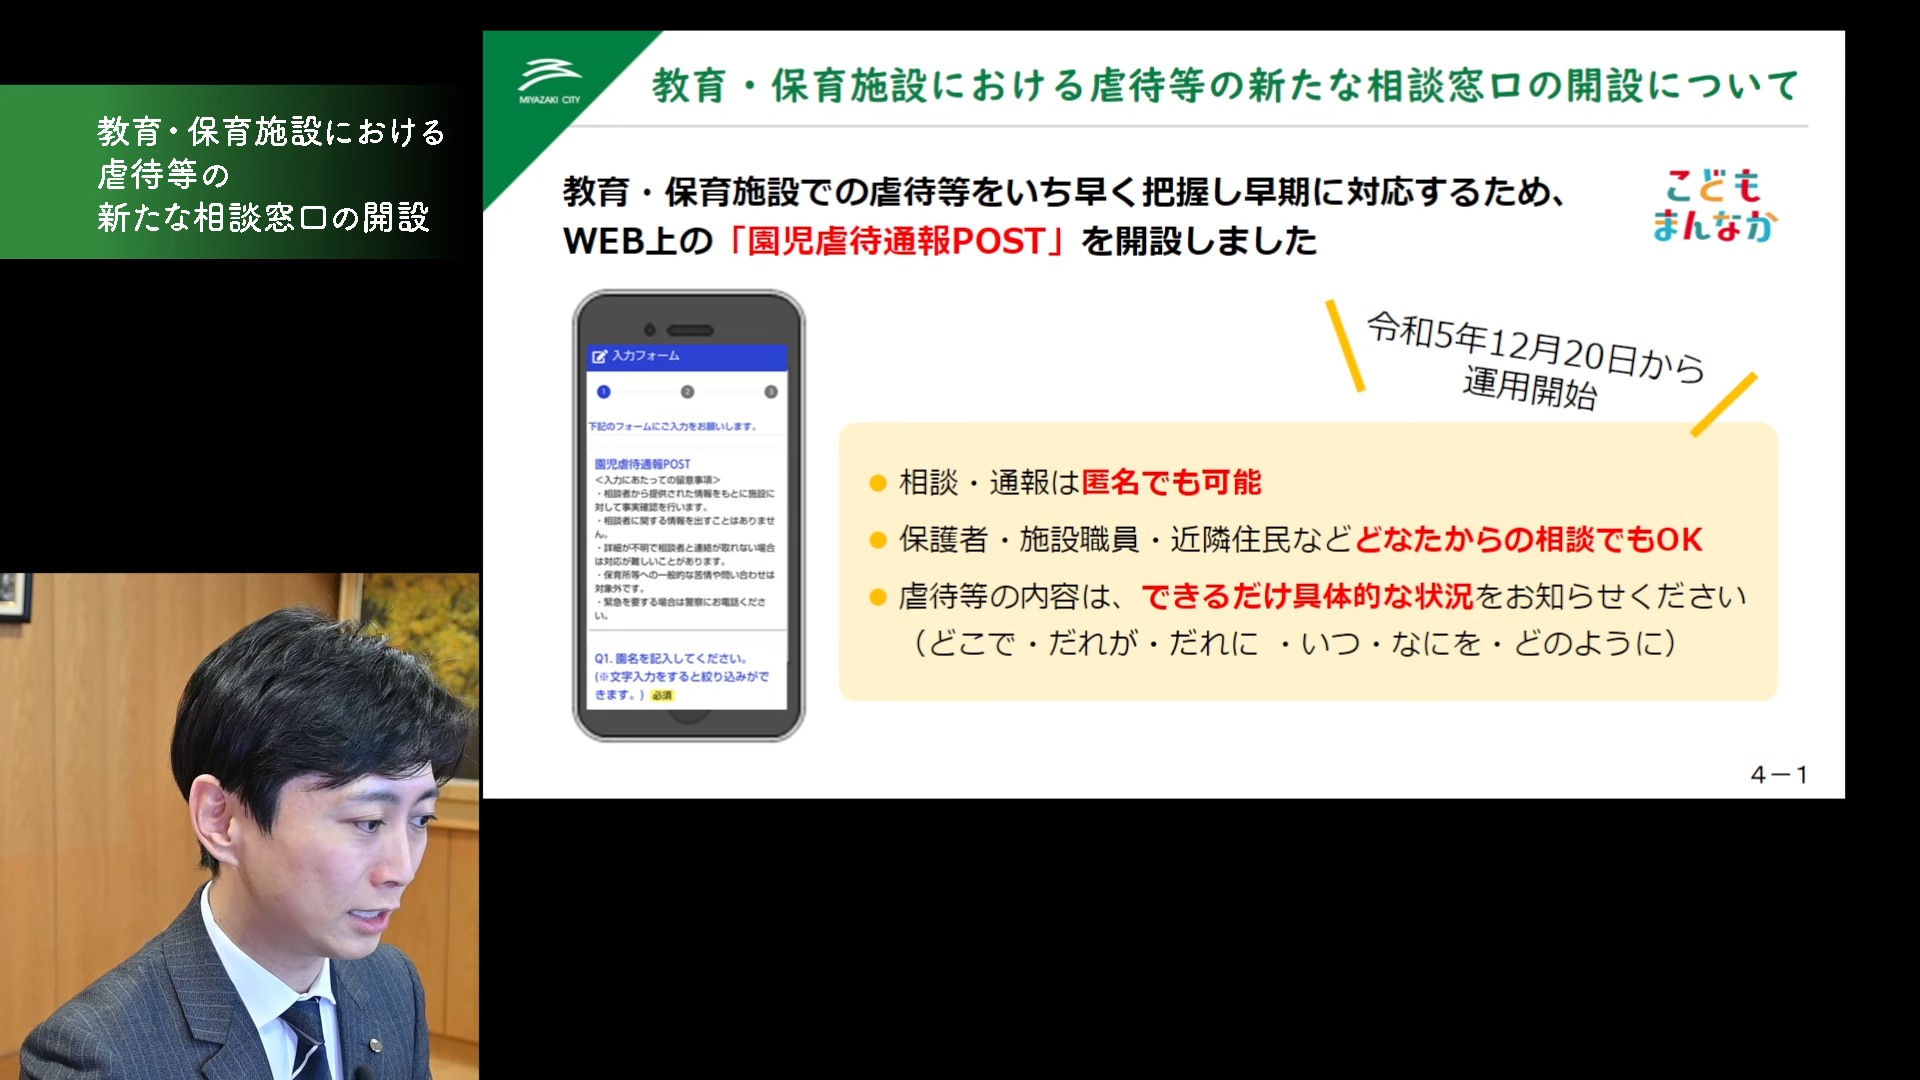 教育・保育施設における
虐待等の
新たな相談窓口の開設
MIYAZAKI CITY
教育・保育施設における虐待等の新たな相談窓口の開設について
教育・保育施設での虐待等をいち早く把握し早期に対応するため、
WEB上の「園児虐待通報POST」を開設しました
こども
まんなか
令和5年12月20日から
運用開始
入力フォーム
1 2 3
下記のフォームにご入力をお願いします。
園児虐待通報POST
<入力にあたっての留意事項>
・相談者から提供された情報をもとに施設に
対して事実確認を行います。
・相談者に関する情報を出すことはありませ
ん。
・詳細が不明で相談者と連絡が取れない場合
は対応が難しいことがあります。
・保育所等への一般的な苦情や問い合わせは
対象外です。
・緊急を要する場合は警察にお電話くださ
い。
Q1. 園名を記入してください。
(※文字入力をすると絞り込みがで
きます。) 必須
相談・通報は匿名でも可能
保護者・施設職員・近隣住民などどなたからの相談でもOK
虐待等の内容は、できるだけ具体的な状況をお知らせください
（どこで・だれが・だれに ・いつ・なにを・どのように）
4－1